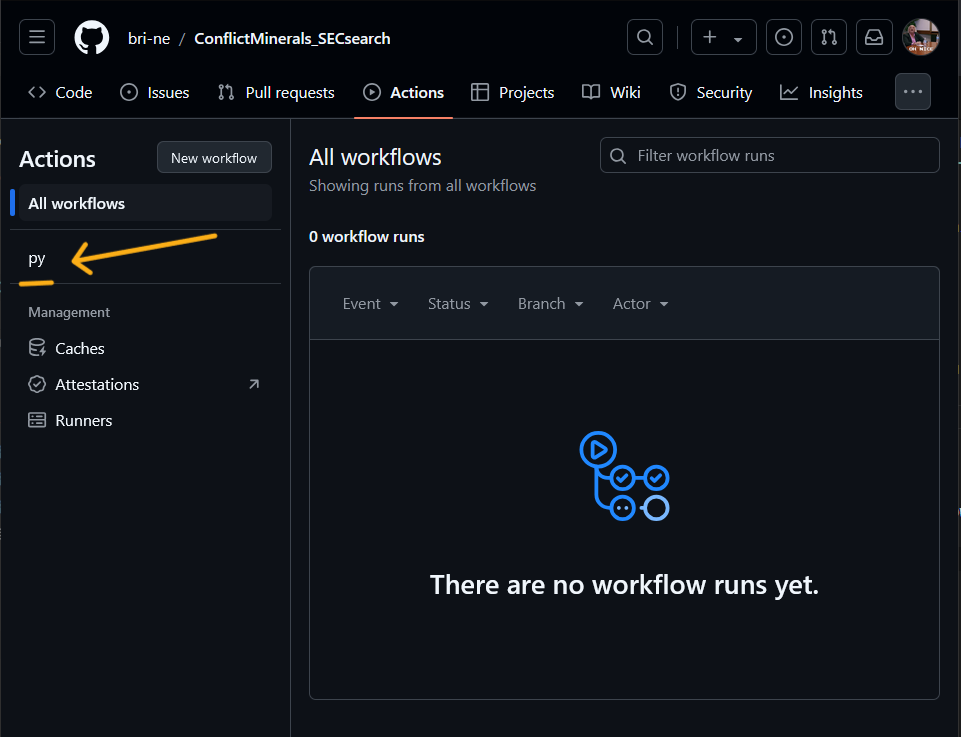 bri-ne / ConflictMinerals_SECsearch
Code Issues Pull requests Actions Projects Wiki Security Insights
Actions
New workflow
All workflows
py
Management
Caches
Attestations
Runners
All workflows
Showing runs from all workflows
Filter workflow runs
0 workflow runs
Event Status Branch Actor
There are no workflow runs yet.